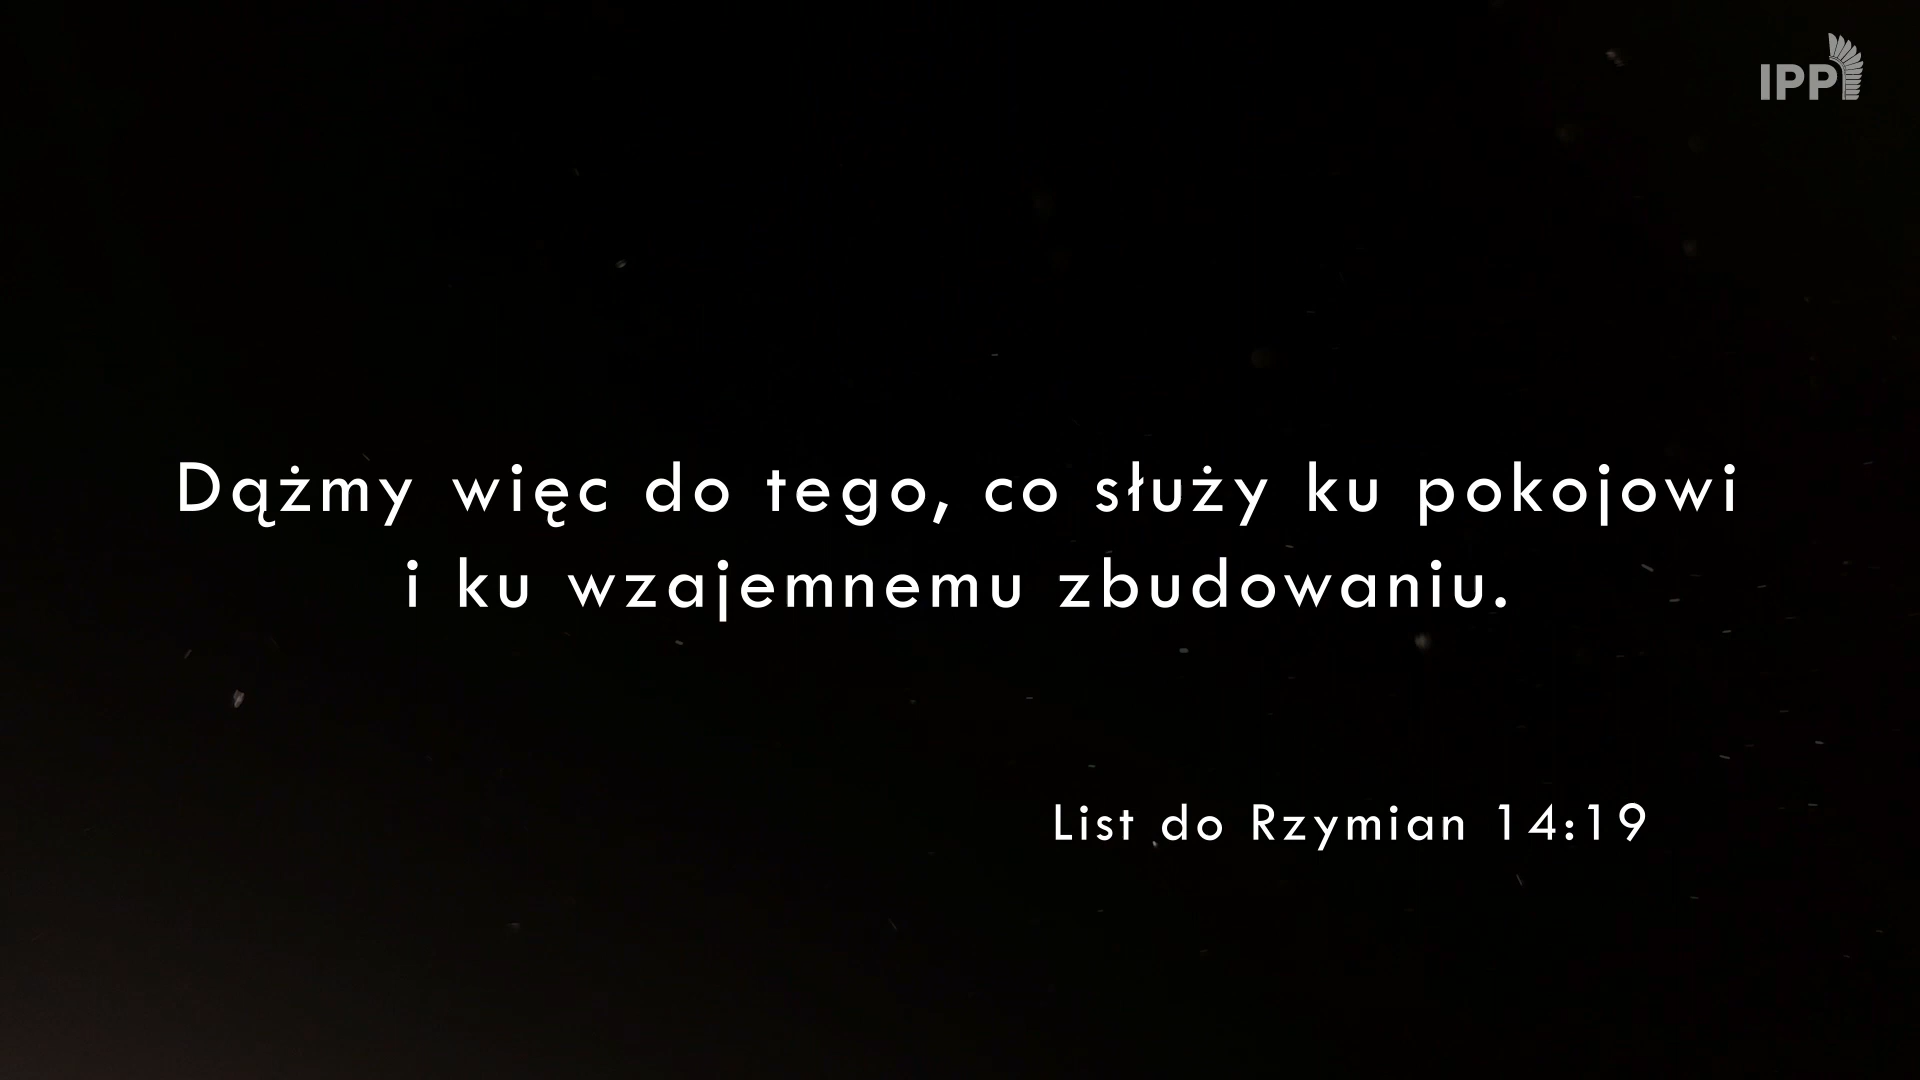 IPP
Dążmy więc do tego, co służy ku pokojowi
i ku wzajemnemu zbudowaniu.
List do Rzymian 14:19